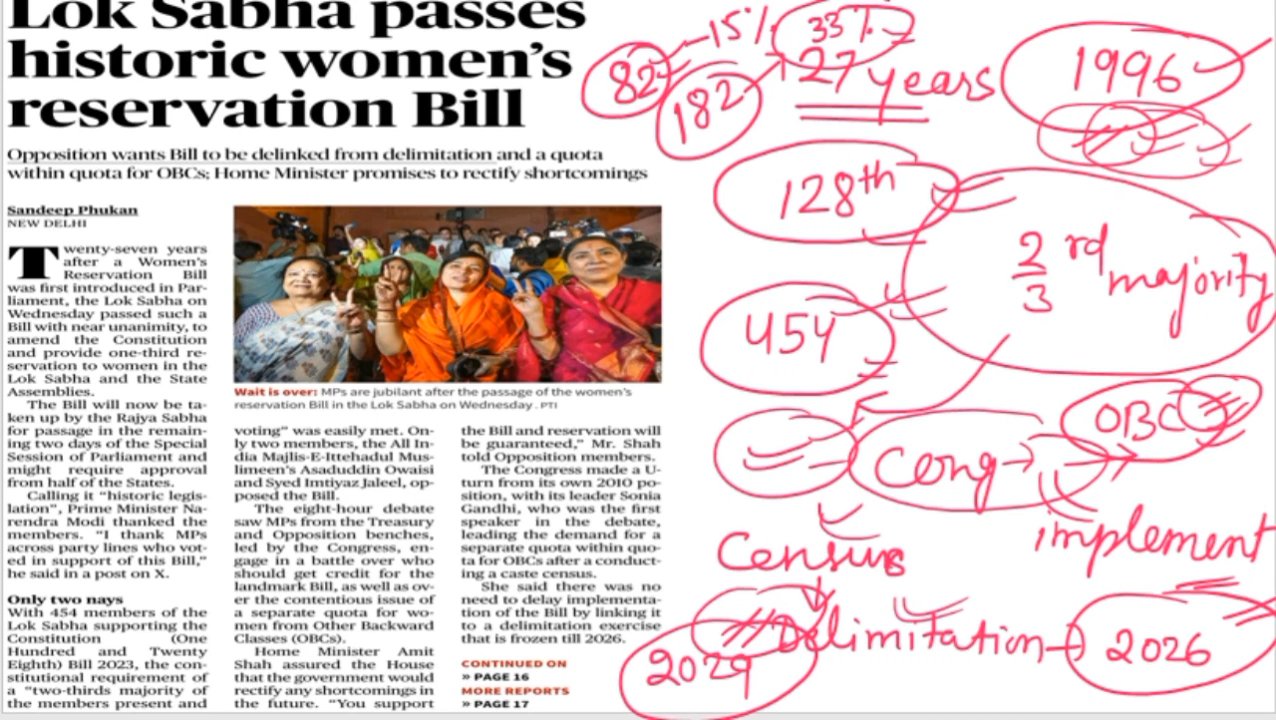 Lok Sabha passes
historic women's
reservation Bill
Opposition wants Bill to be delinked from delimitation and a quota
within quota for OBCs; Home Minister promises to rectify shortcomings
Sandeep Phukan
NEW DELHI
Twenty-seven years
after a Women's
Reservation Bill
was first introduced in Par-
liament, the Lok Sabha on
Wednesday passed such a
Bill with near unanimity, to
amend the Constitution
and provide one-third re-
servation to women in the
Lok Sabha and the State
Assemblies.
The Bill will now be ta-
ken up by the Rajya Sabha
for passage in the remain-
ing two days of the Special
Session of Parliament and
might require approval
from half of the States.
Calling it "historic legis-
lation", Prime Minister Na-
rendra Modi thanked the
members. "I thank MPs
across party lines who vot-
ed in support of this Bill,"
he said in a post on X.
Only two nays
With 454 members of the
Lok Sabha supporting the
Constitution (One
Hundred and Twenty
Eighth) Bill 2023, the con-
stitutional requirement of
a "two-thirds majority of
the members present and
Wait is over: MPs are jubilant after the passage of the women's
reservation Bill in the Lok Sabha on Wednesday. PTI
voting" was easily met. On-
ly two members, the All In-
dia Majlis-E-Ittehadul Mus-
limeen's Asaduddin Owaisi
and Syed Imtiyaz Jaleel, op-
posed the Bill.
The eight-hour debate
saw MPs from the Treasury
and Opposition benches,
led by the Congress, en-
gage in a battle over who
should get credit for the
landmark Bill, as well as ov-
er the contentious issue of
a separate quota for wo-
men from Other Backward
Classes (OBCs).
Home Minister Amit
Shah assured the House
that the government would
rectify any shortcomings in
the future. "You support
the Bill and reservation will
be guaranteed," Mr. Shah
told Opposition members.
The Congress made a U-
turn from its own 2010 po-
sition, with its leader Sonia
Gandhi, who was the first
speaker in the debate,
leading the demand for a
separate quota within quo-
ta for OBCs after a conduct-
ing a caste census.
She said there was no
need to delay implementa-
tion of the Bill by linking it
to a delimitation exercise
that is frozen till 2026.
CONTINUED ON
» PAGE 16
MORE REPORTS
» PAGE 17
15% 33%
82
182 27 years 1996
128th
2/3 rd majority
454
OBC
Cong
Census implement
Delimitation 2026
2029